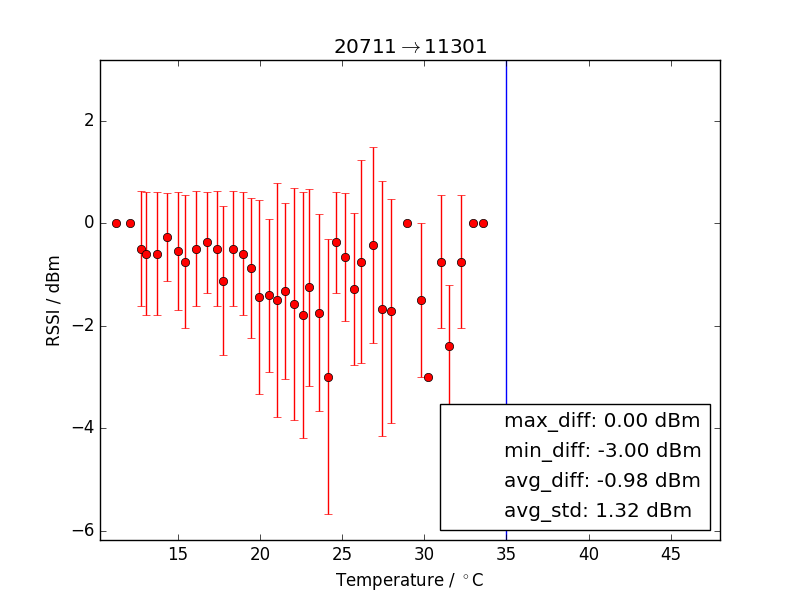 20711→11301
RSSI / dBm
2
0
−2
−4
−6
max_diff: 0.00 dBm
min_diff: -3.00 dBm
avg_diff: -0.98 dBm
avg_std: 1.32 dBm
15 20 25 30 35 40 45
Temperature / °C